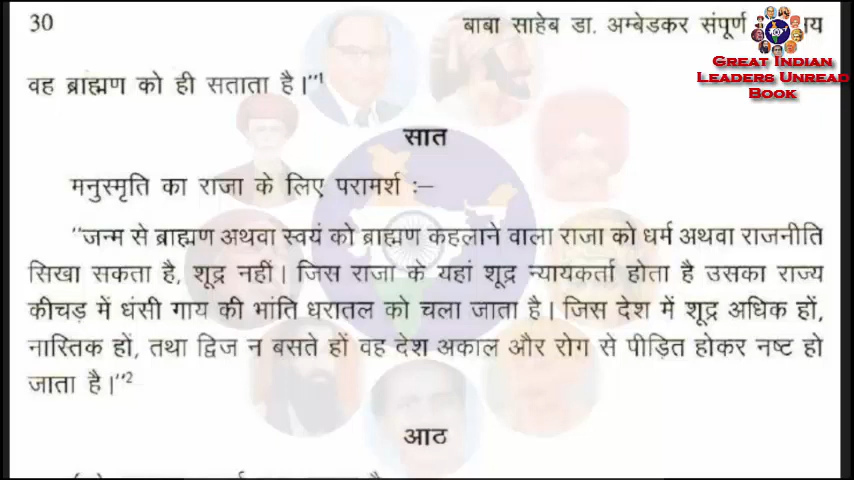 30
बाबा साहेब डा. अम्बेडकर संपूर्ण
Great Indian
Leaders Unread
Book
वह ब्राह्मण को ही सताता है।"1
सात
मनुस्मृति का राजा के लिए परामर्श :–
"जन्म से ब्राह्मण अथवा स्वयं को ब्राह्मण कहलाने वाला राजा को धर्म अथवा राजनीति
सिखा सकता है, शूद्र नहीं। जिस राजा के यहां शूद्र न्यायकर्ता होता है उसका राज्य
कीचड़ में धंसी गाय की भांति धरातल को चला जाता है। जिस देश में शूद्र अधिक हों,
नास्तिक हों, तथा द्विज न बसते हों वह देश अकाल और रोग से पीड़ित होकर नष्ट हो
जाता है।"2
आठ